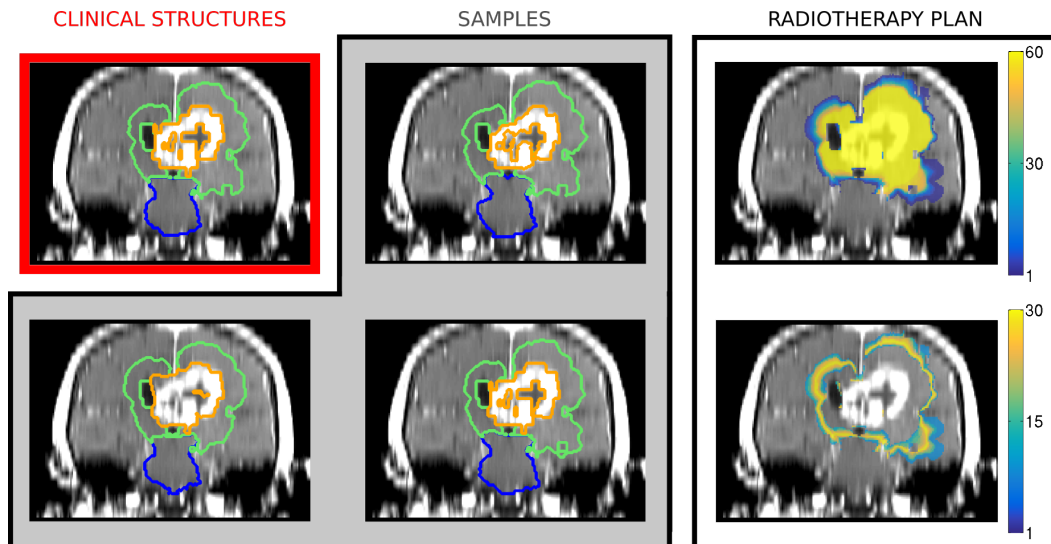 CLINICAL STRUCTURES
SAMPLES
RADIOTHERAPY PLAN
60
30
1
30
15
1